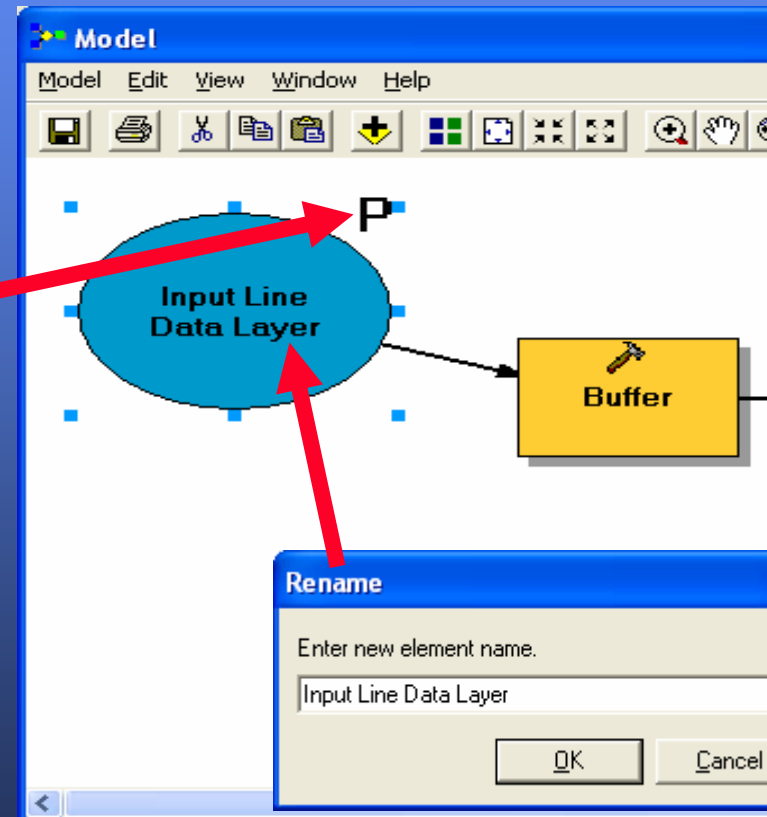 Model
Model Edit View Window Help
P
Input Line
Data Layer
Buffer
Rename
Enter new element name.
Input Line Data Layer
OK Cancel